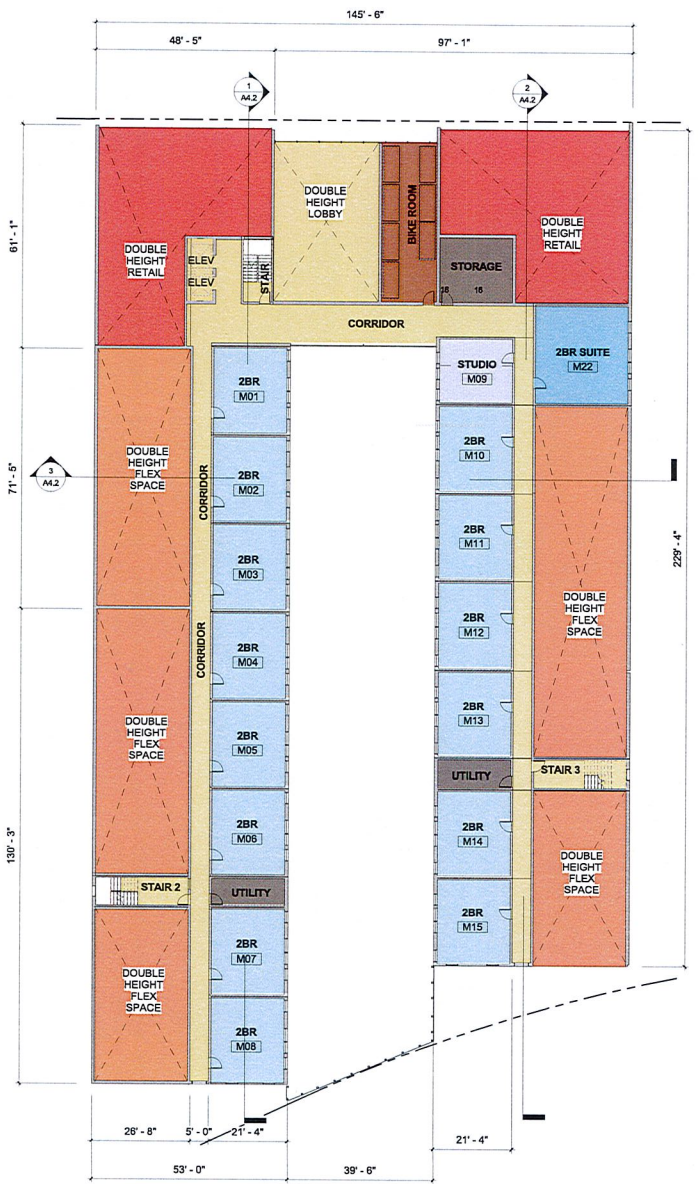 145' - 6"
48' - 5"
97' - 1"
1
A4.2
2
A4.2
61' - 1"
DOUBLE
HEIGHT
RETAIL
ELEV
ELEV
STAIR
DOUBLE
HEIGHT
LOBBY
BIKE ROOM
STORAGE
16
16
DOUBLE
HEIGHT
RETAIL
CORRIDOR
2BR
M01
STUDIO
M09
2BR SUITE
M22
71' - 5"
3
A4.2
DOUBLE
HEIGHT
FLEX
SPACE
CORRIDOR
2BR
M02
2BR
M10
229' - 4"
2BR
M03
2BR
M11
DOUBLE
HEIGHT
FLEX
SPACE
CORRIDOR
2BR
M04
2BR
M12
130' - 3"
DOUBLE
HEIGHT
FLEX
SPACE
2BR
M05
2BR
M13
UTILITY
STAIR 3
2BR
M06
2BR
M14
DOUBLE
HEIGHT
FLEX
SPACE
STAIR 2
UTILITY
2BR
M07
2BR
M15
DOUBLE
HEIGHT
FLEX
SPACE
2BR
M08
26' - 8"
5' - 0"
21' - 4"
21' - 4"
53' - 0"
39' - 6"